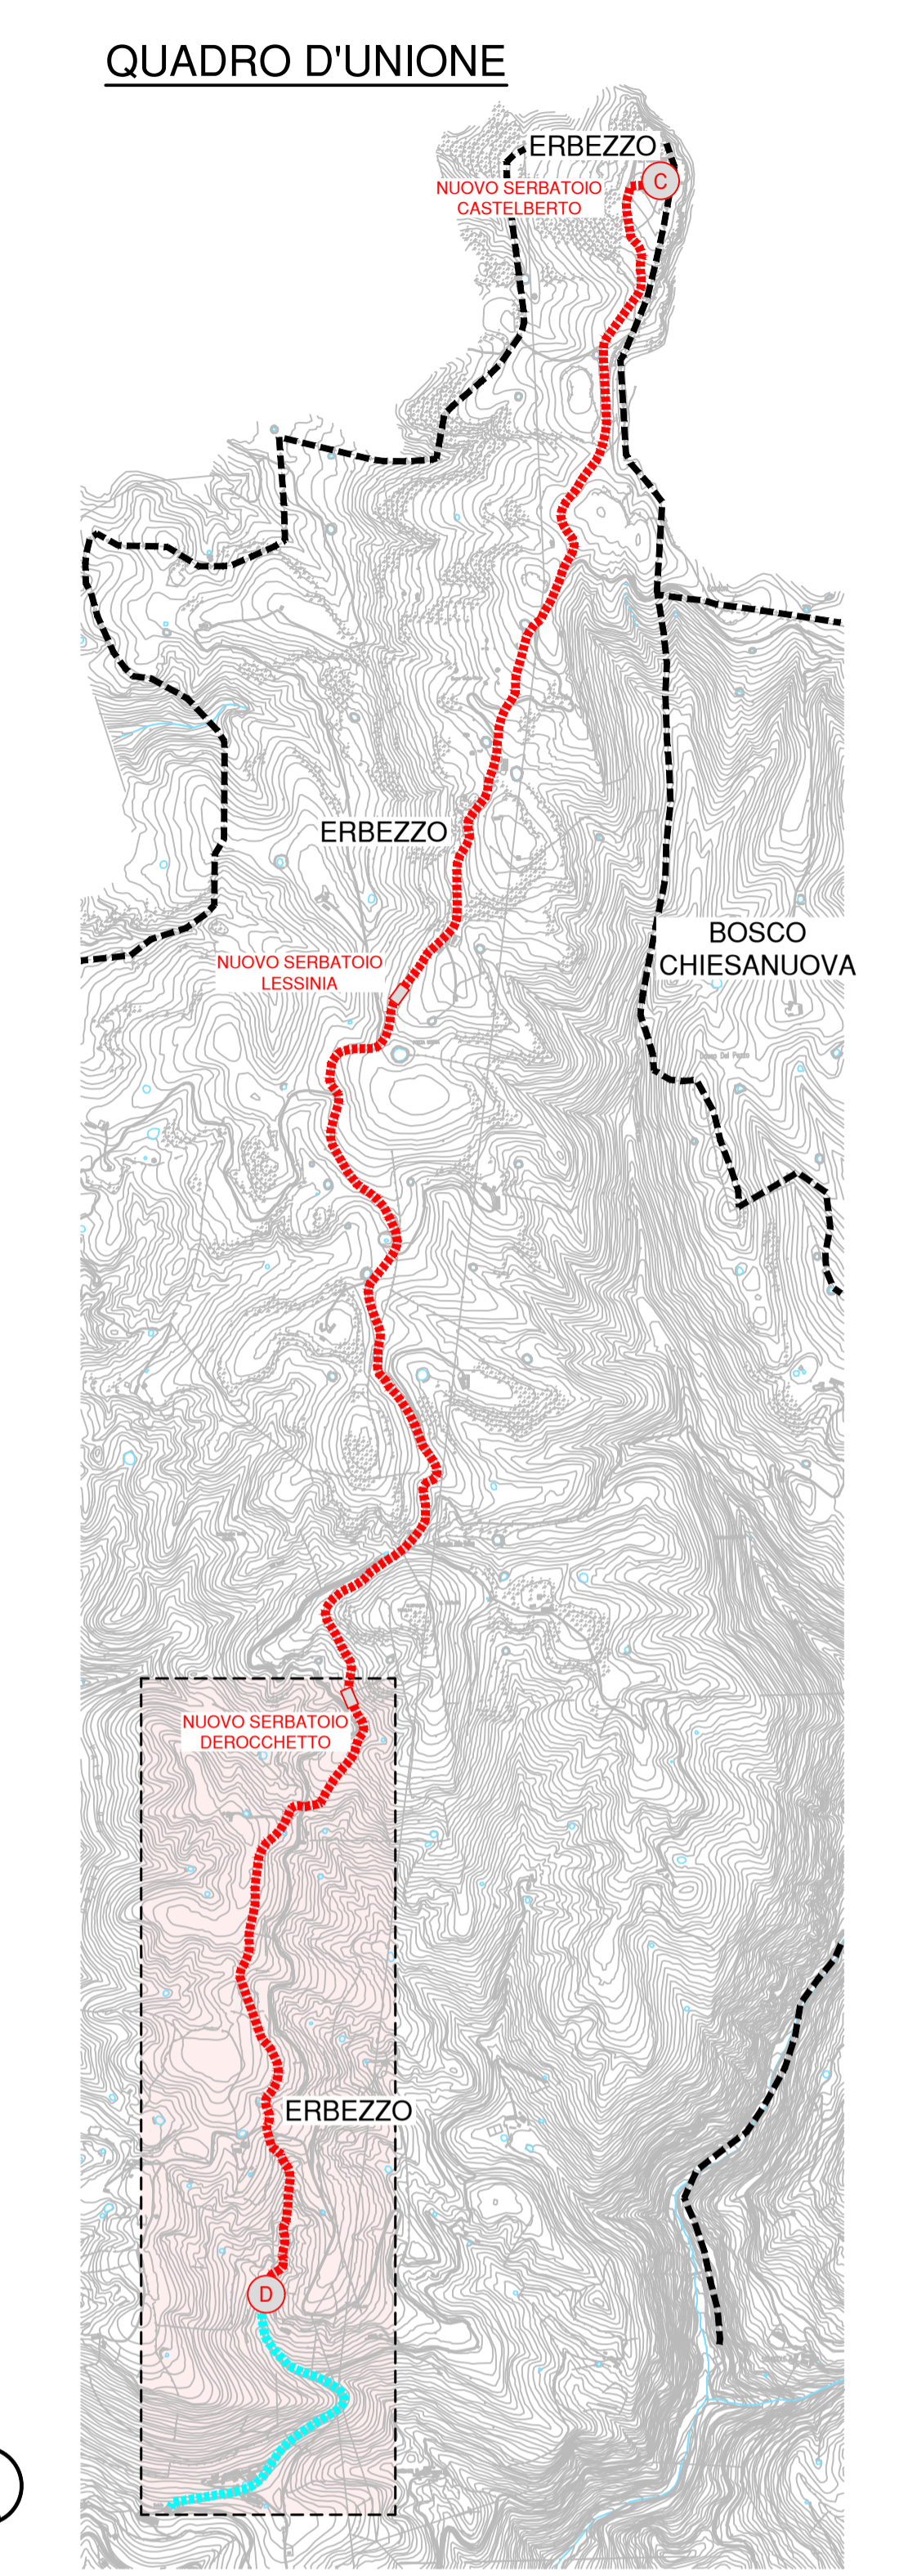 QUADRO D'UNIONE
ERBEZZO
C
NUOVO SERBATOIO
CASTELBERTO
ERBEZZO
BOSCO
CHIESANUOVA
NUOVO SERBATOIO
LESSINIA
NUOVO SERBATOIO
DEROCCHETTO
ERBEZZO
D